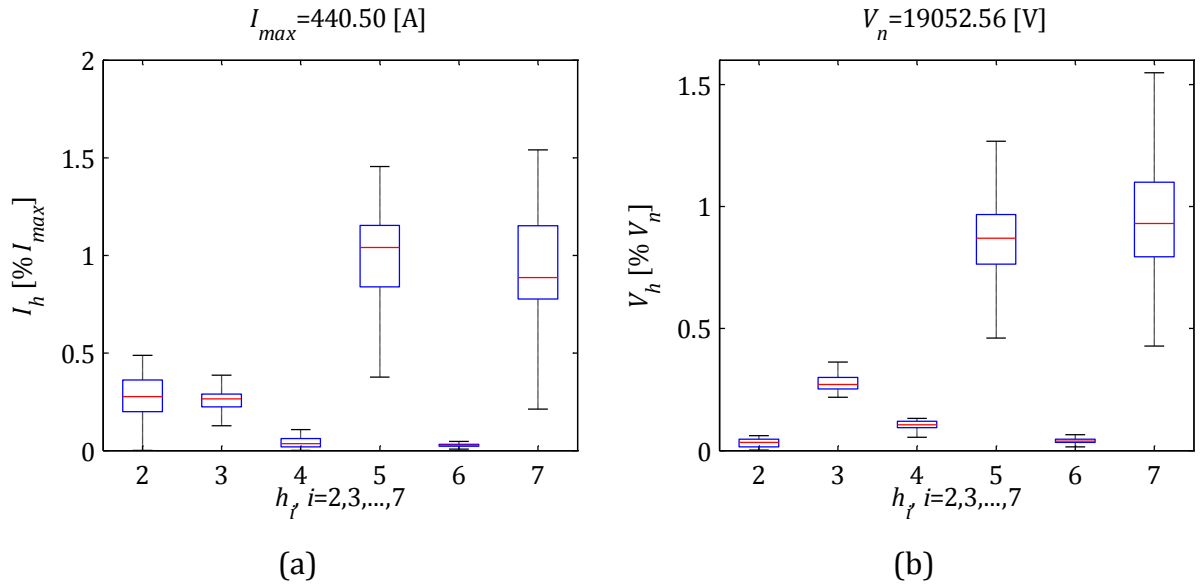 I_max=440.50 [A]
2
1.5
1
0.5
0
I_h [% I_max]
2 3 4 5 6 7
h_i, i=2,3,...,7
(a)
V_n=19052.56 [V]
1.5
1
0.5
0
V_h [% V_n]
2 3 4 5 6 7
h_i, i=2,3,...,7
(b)